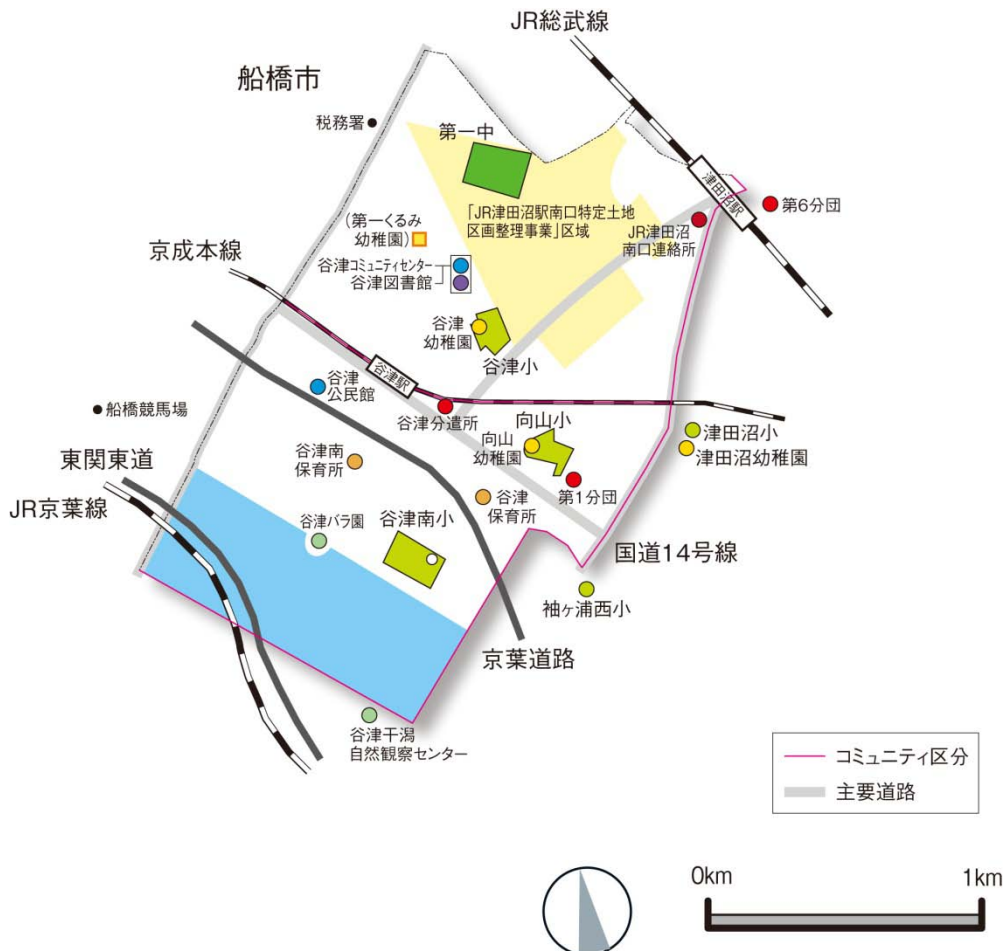 JR総武線
船橋市
税務署
第一中
津田沼駅
第6分団
「JR津田沼駅南口特定土地
区画整理事業」区域
JR津田沼
南口連絡所
(第一くるみ
幼稚園)
京成本線
谷津コミュニティセンター
谷津図書館
谷津
幼稚園
谷津小
谷津駅
谷津
公民館
船橋競馬場
谷津分遣所
向山小
向山
幼稚園
津田沼小
津田沼幼稚園
東関東道
谷津南
保育所
第1分団
JR京葉線
谷津
保育所
谷津バラ園
谷津南小
国道14号線
袖ヶ浦西小
京葉道路
谷津干潟
自然観察センター
コミュニティ区分
主要道路
0km
1km